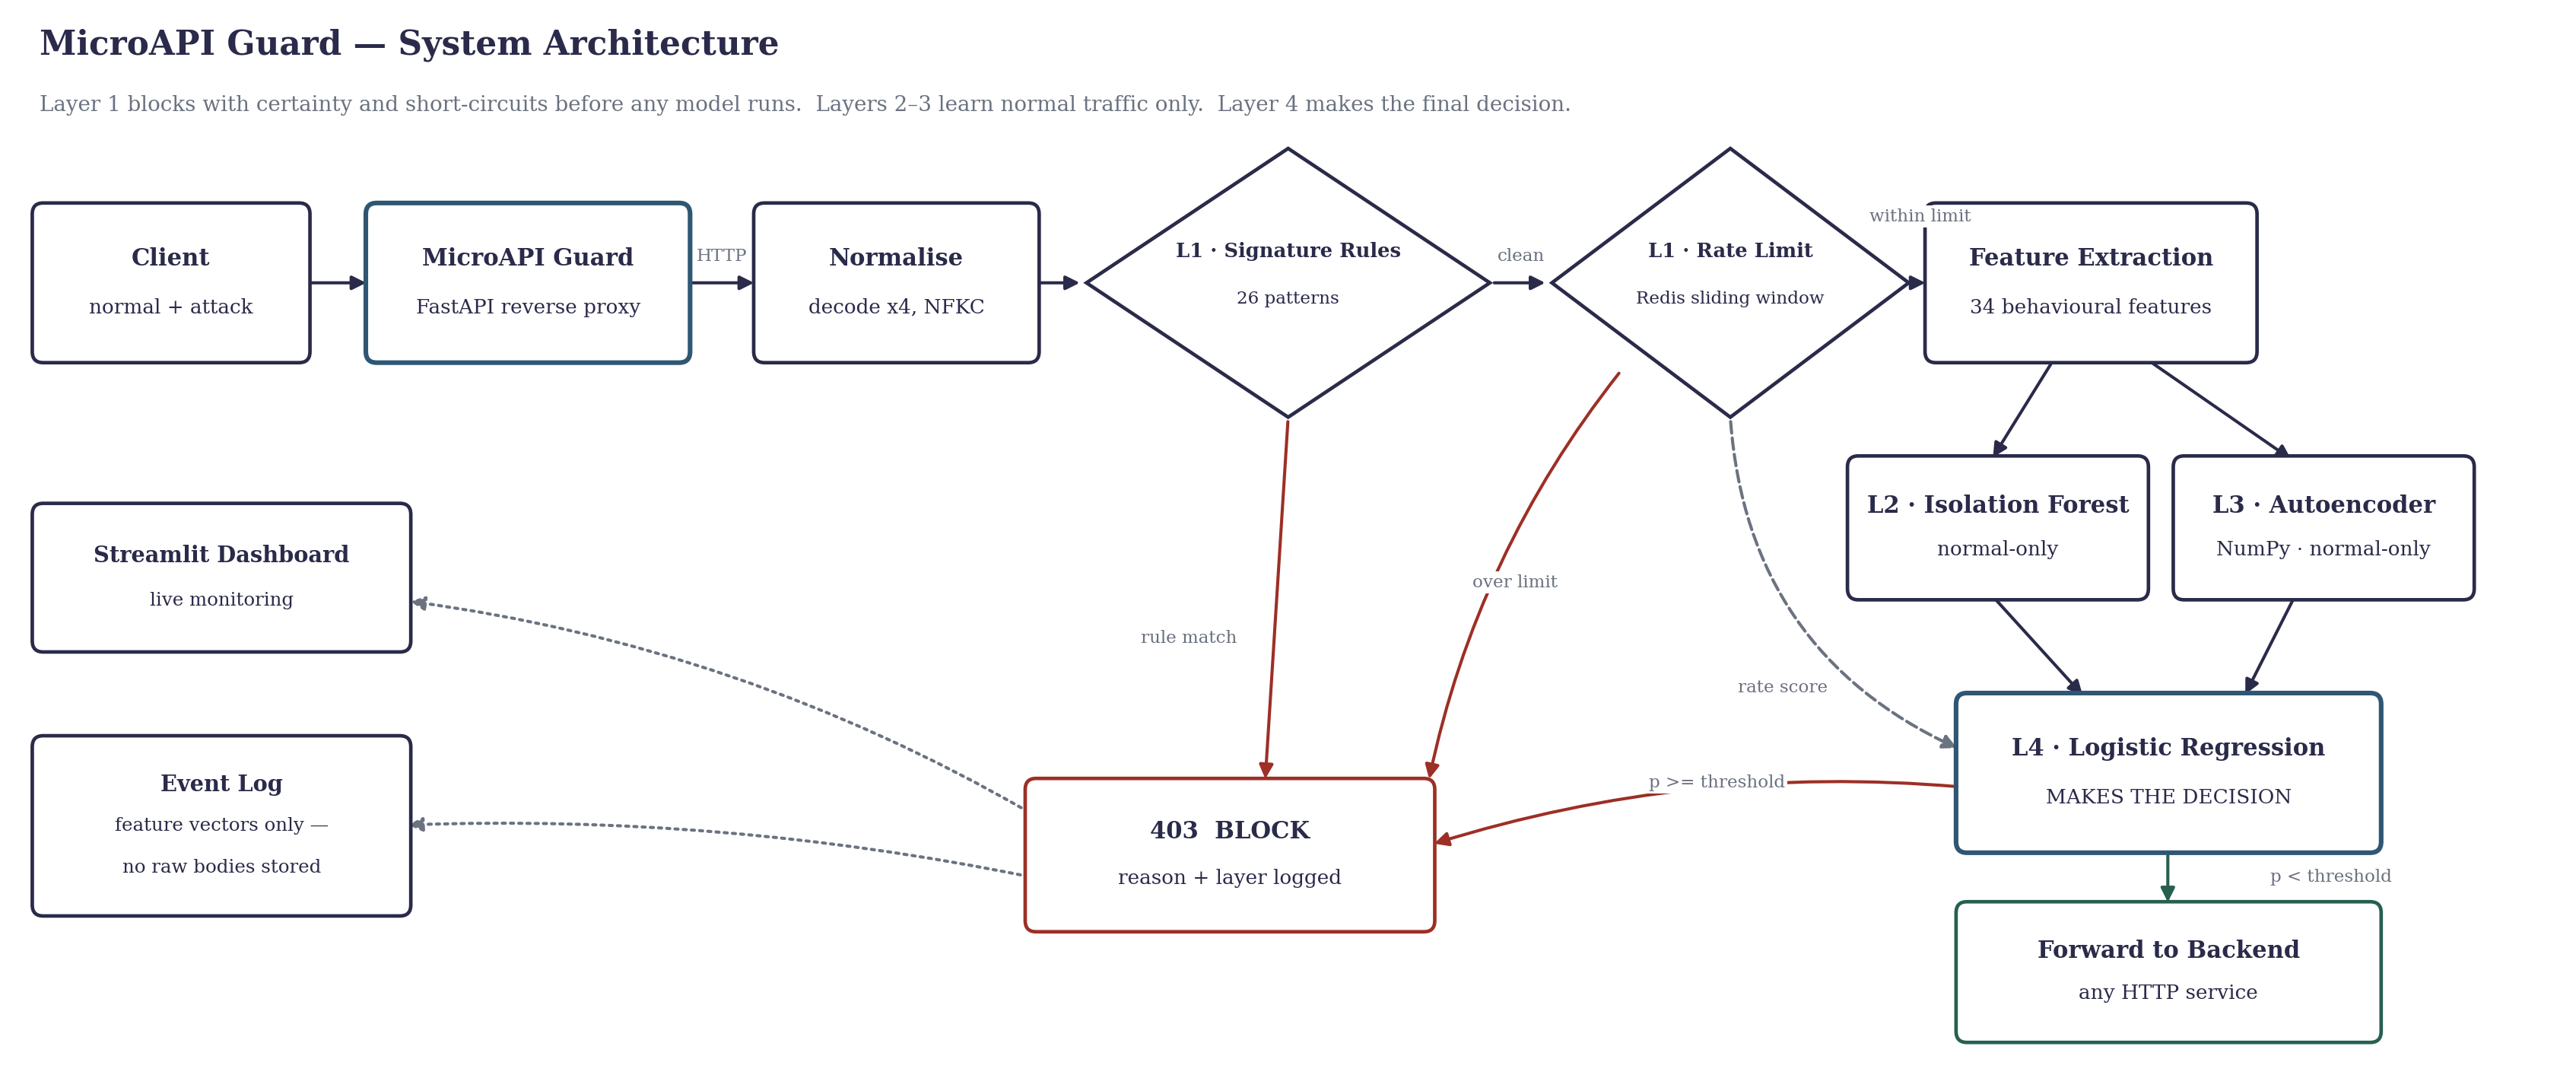 MicroAPI Guard — System Architecture
Layer 1 blocks with certainty and short-circuits before any model runs.  Layers 2–3 learn normal traffic only.  Layer 4 makes the final decision.
Client
normal + attack
MicroAPI Guard
FastAPI reverse proxy
HTTP
Normalise
decode x4, NFKC
L1 · Signature Rules
26 patterns
clean
L1 · Rate Limit
Redis sliding window
within limit
Feature Extraction
34 behavioural features
L2 · Isolation Forest
normal-only
L3 · Autoencoder
NumPy · normal-only
Streamlit Dashboard
live monitoring
over limit
rule match
rate score
Event Log
feature vectors only —
no raw bodies stored
403  BLOCK
reason + layer logged
p >= threshold
L4 · Logistic Regression
MAKES THE DECISION
p < threshold
Forward to Backend
any HTTP service